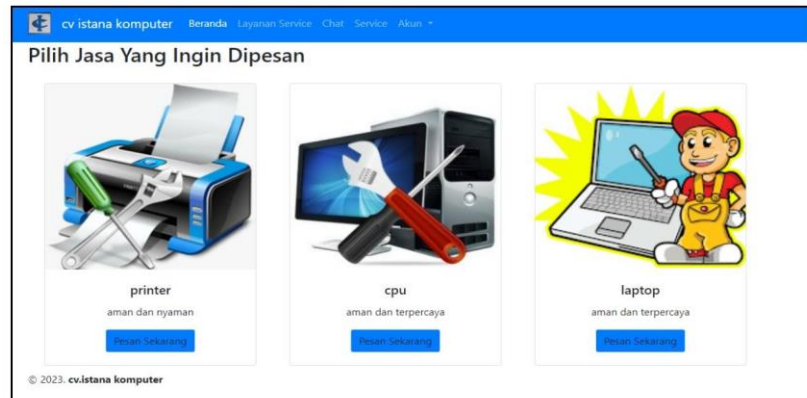 cv istana komputer Beranda Layanan Service Chat Service Akun
Pilih Jasa Yang Ingin Dipesan
printer cpu laptop
aman dan nyaman aman dan terpercaya aman dan terpercaya
Pesan Sekarang Pesan Sekarang Pesan Sekarang
© 2023. cv.istana komputer